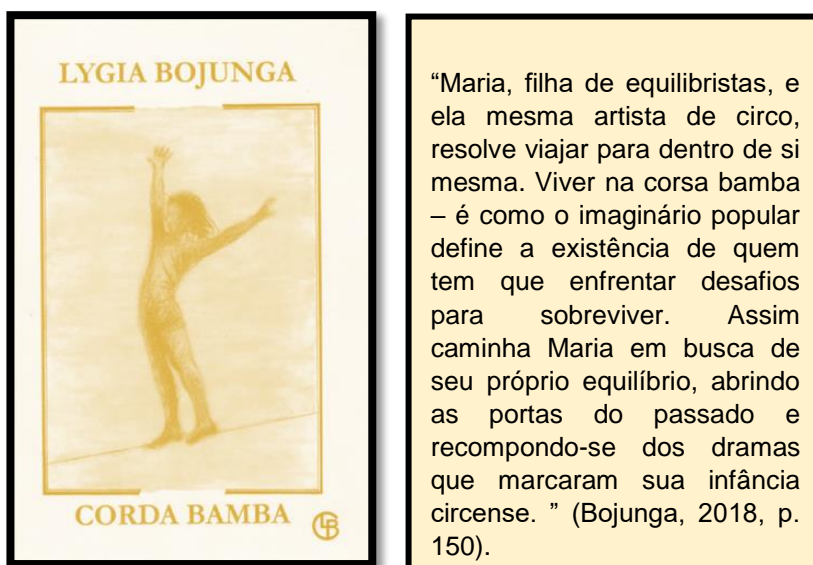 LYGIA BOJUNGA
CORDA BAMBA
LB
“Maria, filha de equilibristas, e
ela mesma artista de circo,
resolve viajar para dentro de si
mesma. Viver na corsa bamba
– é como o imaginário popular
define a existência de quem
tem que enfrentar desafios
para sobreviver. Assim
caminha Maria em busca de
seu próprio equilíbrio, abrindo
as portas do passado e
recompondo-se dos dramas
que marcaram sua infância
circense. ” (Bojunga, 2018, p.
150).